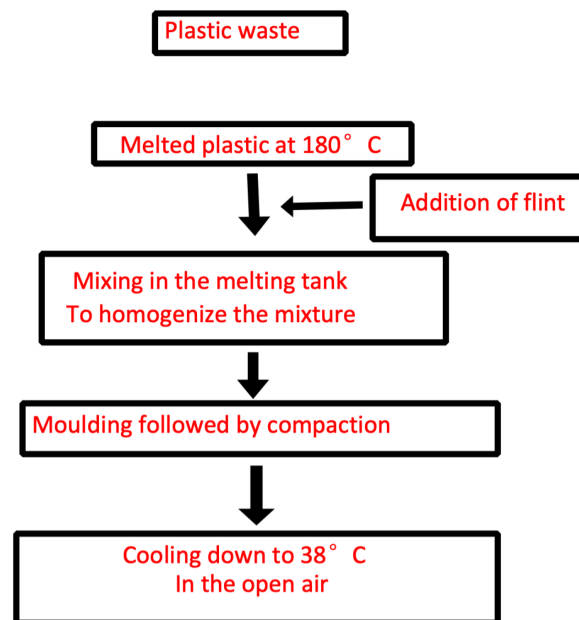 Plastic waste
Melted plastic at 180° C
Addition of flint
Mixing in the melting tank
To homogenize the mixture
Moulding followed by compaction
Cooling down to 38° C
In the open air